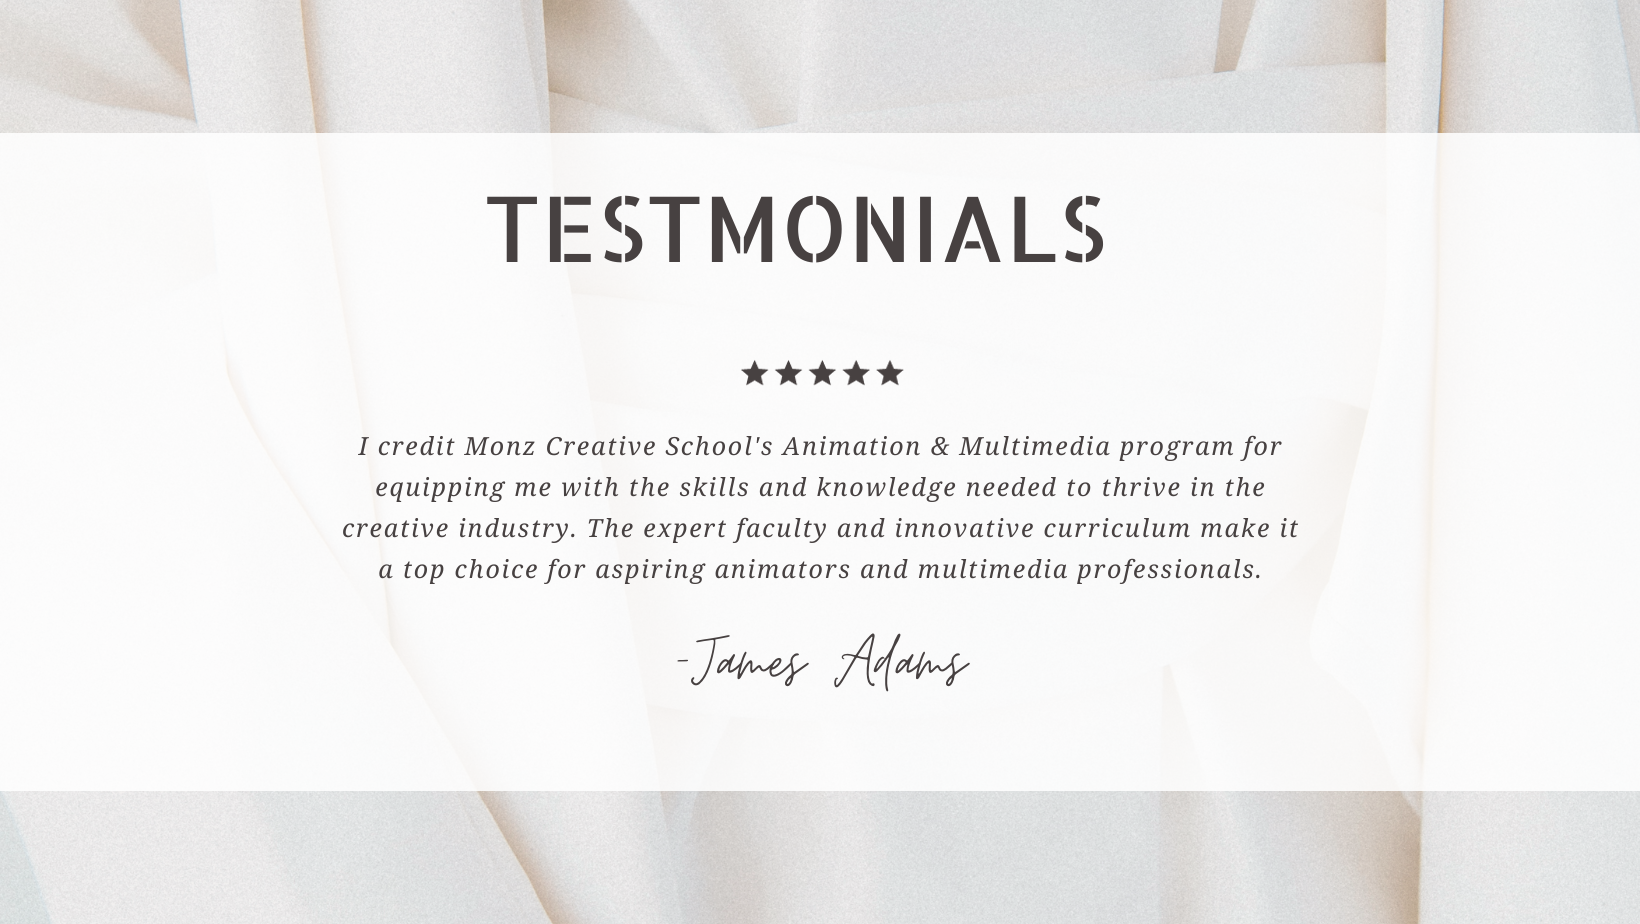 TESTMONIALS
I credit Monz Creative School's Animation & Multimedia program for
equipping me with the skills and knowledge needed to thrive in the
creative industry. The expert faculty and innovative curriculum make it
a top choice for aspiring animators and multimedia professionals.
-James Adams